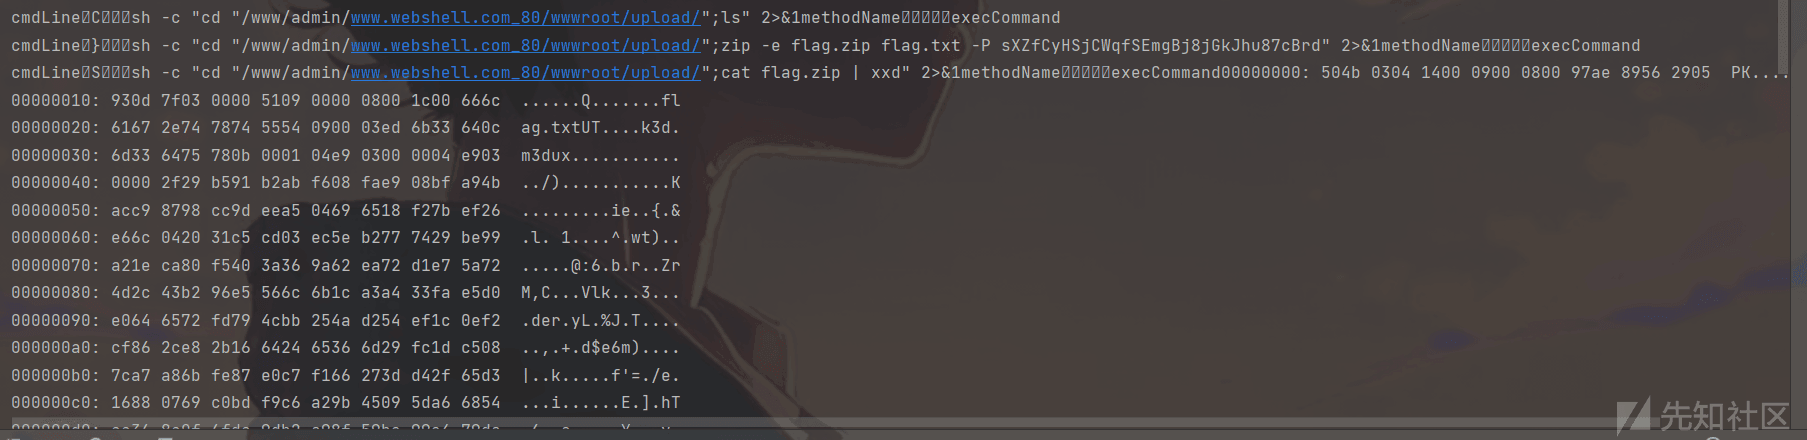 cmdLine C sh -c "cd "/www/admin/www.webshell.com_80/wwwroot/upload/";ls" 2>&1methodName execCommand
cmdLine } sh -c "cd "/www/admin/www.webshell.com_80/wwwroot/upload/";zip -e flag.zip flag.txt -P sXZfCyHSjCWqfSEmgBj8jGkJhu87cBrd" 2>&1methodName execCommand
cmdLine S sh -c "cd "/www/admin/www.webshell.com_80/wwwroot/upload/";cat flag.zip | xxd" 2>&1methodName execCommand00000000: 504b 0304 1400 0900 0800 97ae 8956 2905  PK....
00000010: 930d 7f03 0000 5109 0000 0800 1c00 666c  ......Q.......fl
00000020: 6167 2e74 7874 5554 0900 03ed 6b33 640c  ag.txtUT....k3d.
00000030: 6d33 6475 780b 0001 04e9 0300 0004 e903  m3dux...........
00000040: 0000 2f29 b591 b2ab f608 fae9 08bf a94b  ../)...........K
00000050: acc9 8798 cc9d eea5 0469 6518 f27b ef26  .........ie..{.&
00000060: e66c 0420 31c5 cd03 ec5e b277 7429 be99  .l. 1....^.wt)..
00000070: a21e ca80 f540 3a36 9a62 ea72 d1e7 5a72  .....@:6.b.r..Zr
00000080: 4d2c 43b2 96e5 566c 6b1c a3a4 33fa e5d0  M,C...Vlk...3...
00000090: e064 6572 fd79 4cbb 254a d254 ef1c 0ef2  .der.yL.%J.T....
000000a0: cf86 2ce8 2b16 6424 6536 6d29 fc1d c508  ..,.+.d$e6m)....
000000b0: 7ca7 a86b fe87 e0c7 f166 273d d42f 65d3  |..k.....f'=./e.
000000c0: 1688 0769 c0bd f9c6 a29b 4509 5da6 6854  ...i......E.].hT
先知社区